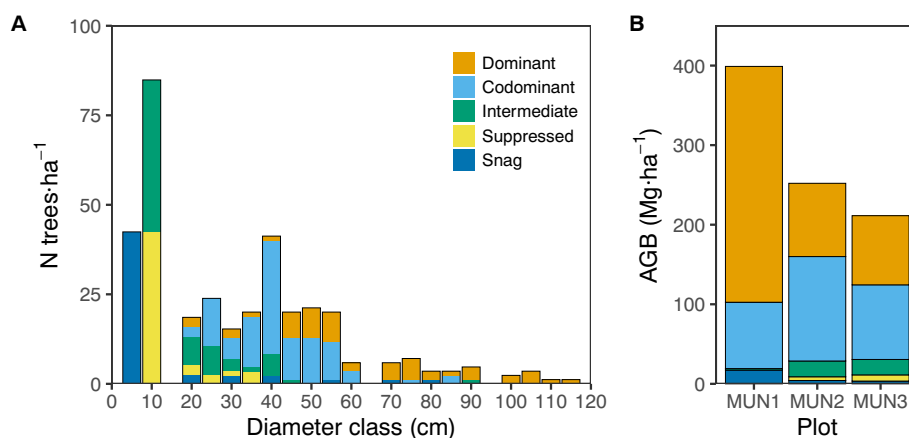 A
N trees·ha⁻¹
100
75
50
25
0
0 10 20 30 40 50 60 70 80 90 100 110 120
Diameter class (cm)
Dominant
Codominant
Intermediate
Suppressed
Snag
B
AGB (Mg·ha⁻¹)
400
300
200
100
0
MUN1 MUN2 MUN3
Plot